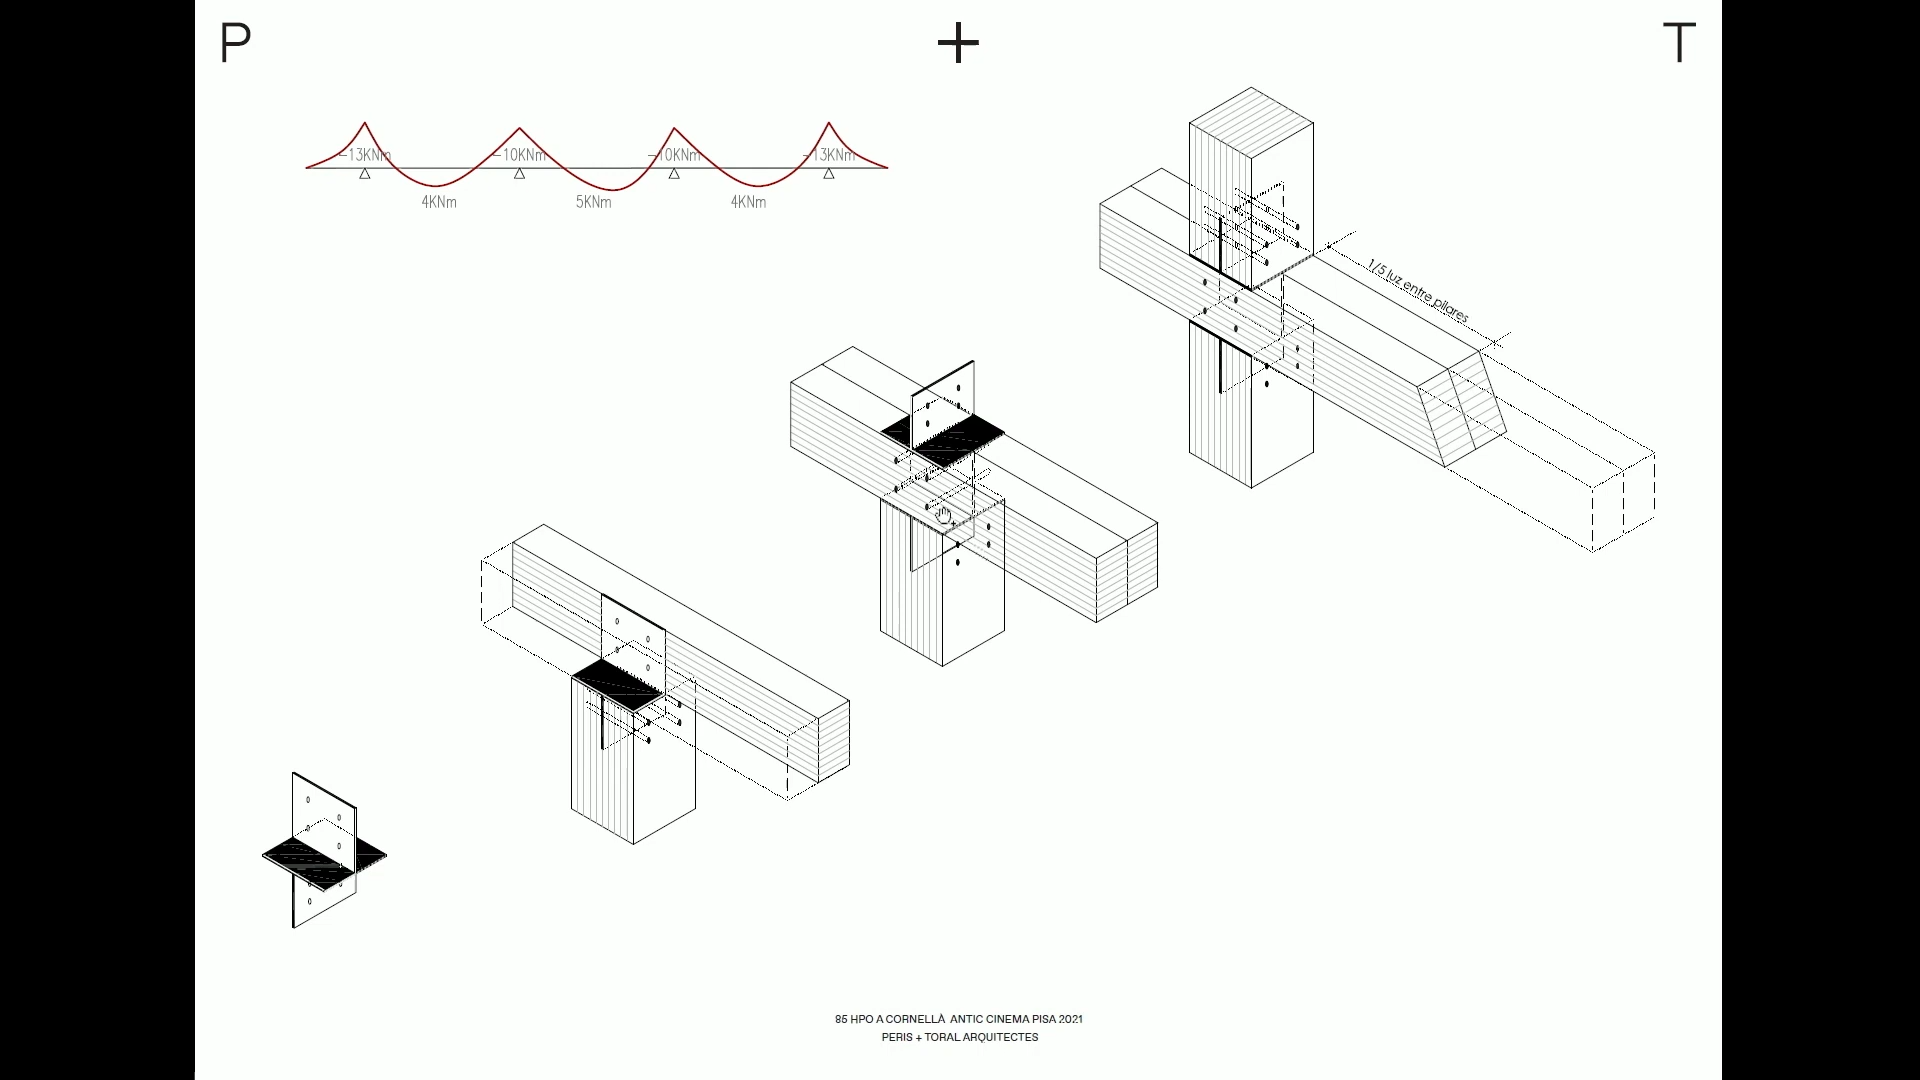 P + T
-13KNm -10KNm -10KNm -13KNm
4KNm 5KNm 4KNm
1/5 luz entre pilares
85 HPO A CORNELLÀ ANTIC CINEMA PISA 2021
PERIS + TORAL ARQUITECTES